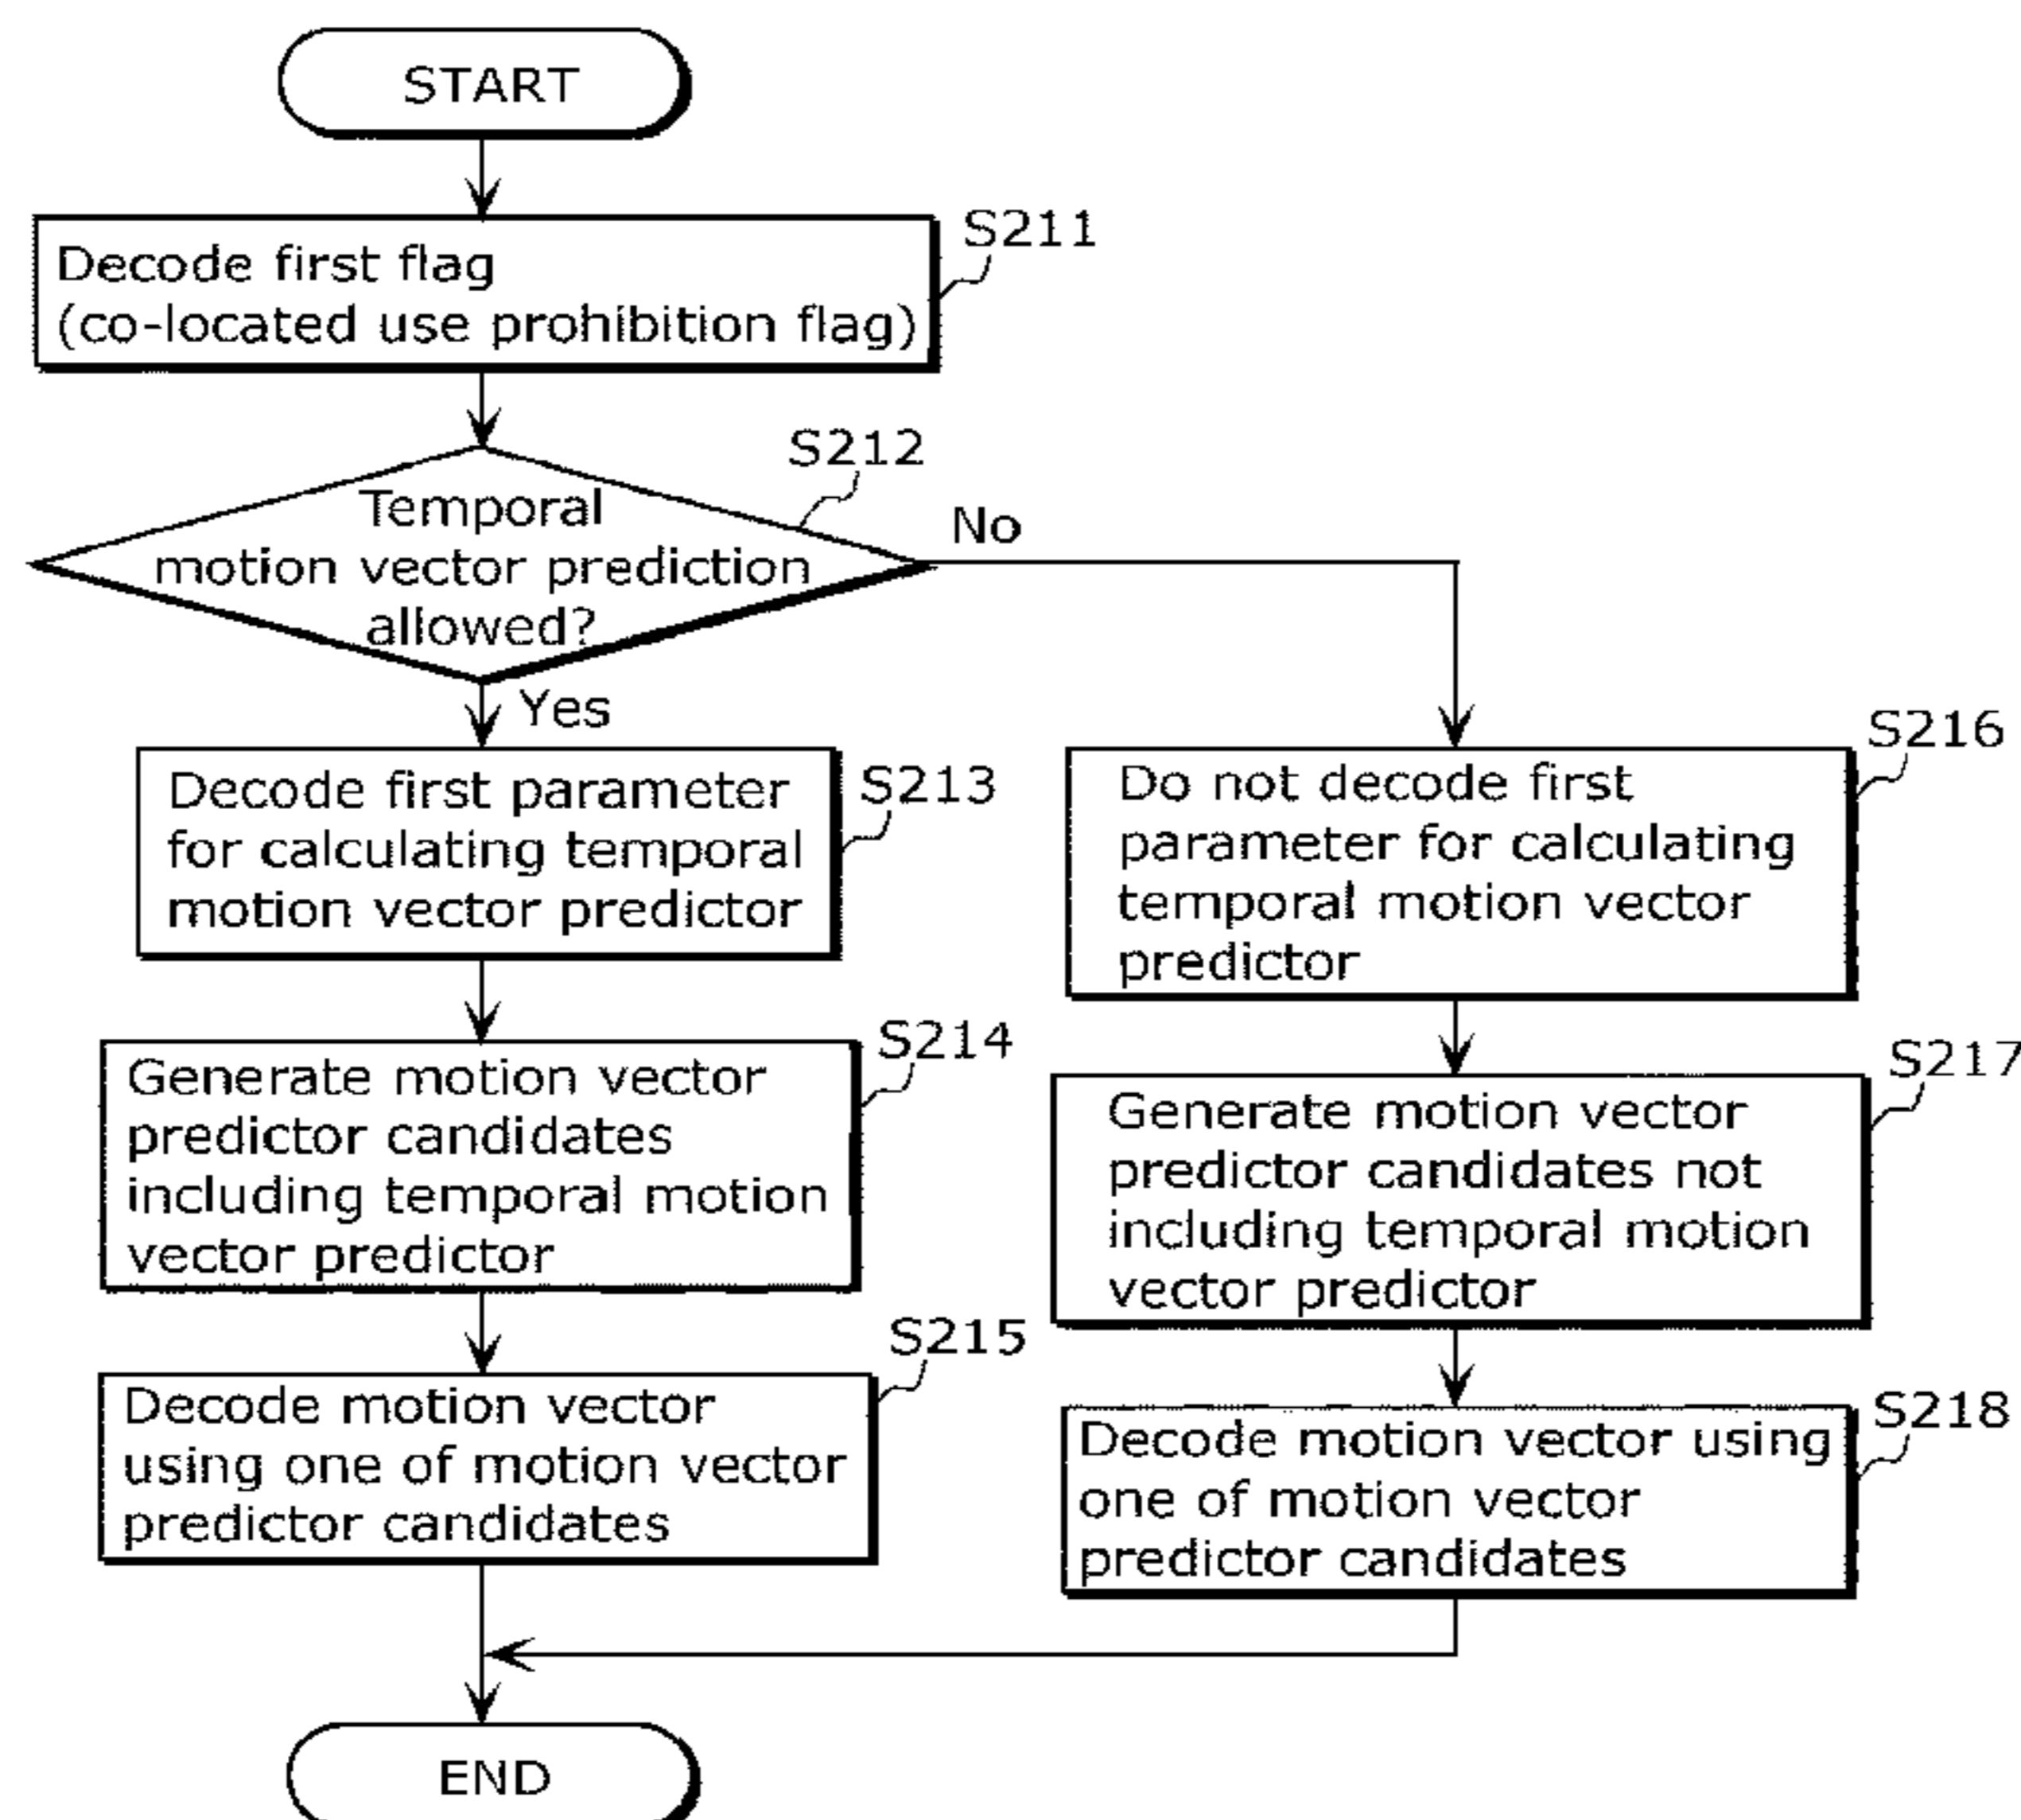 START
Decode first flag
(co-located use prohibition flag)
S211
S212
Temporal
motion vector prediction
allowed?
No
Yes
Decode first parameter
for calculating temporal
motion vector predictor
S213
Generate motion vector
predictor candidates
including temporal motion
vector predictor
S214
Decode motion vector
using one of motion vector
predictor candidates
S215
Do not decode first
parameter for calculating
temporal motion vector
predictor
S216
Generate motion vector
predictor candidates not
including temporal motion
vector predictor
S217
Decode motion vector using
one of motion vector
predictor candidates
S218
END